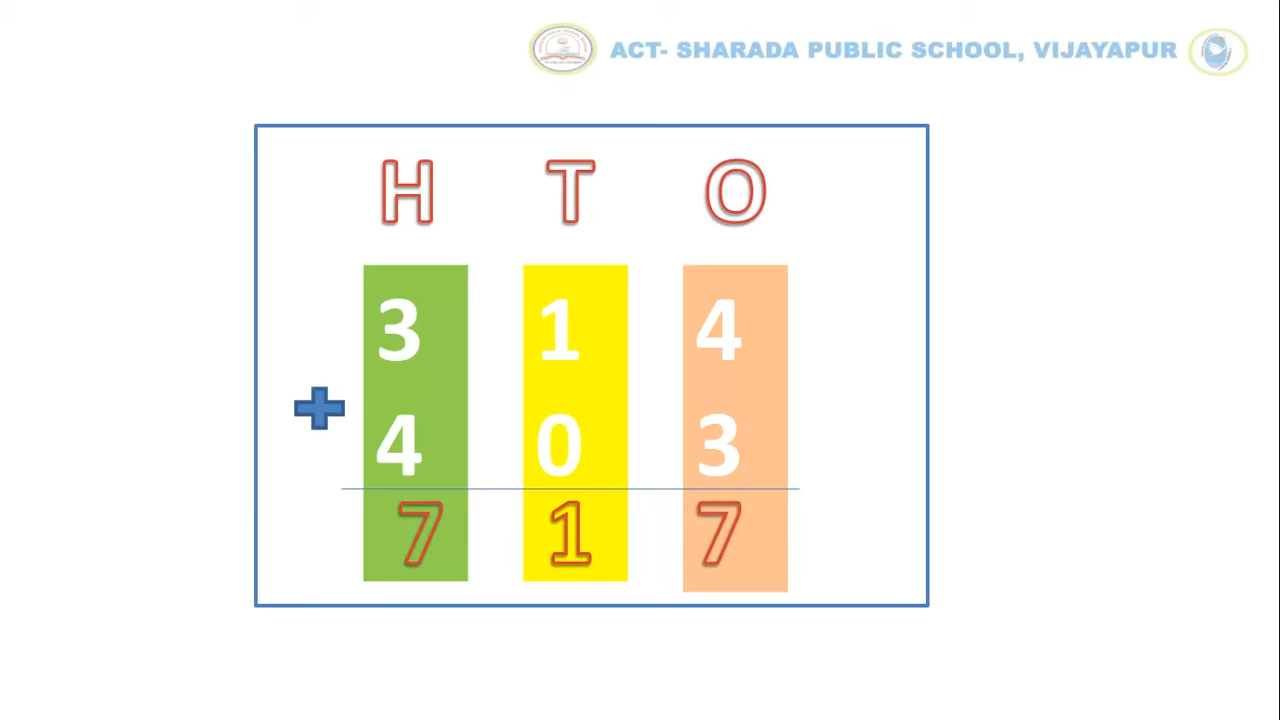 ACT- SHARADA PUBLIC SCHOOL, VIJAYAPUR
H T O
3 1 4
+
4 0 3
7 1 7